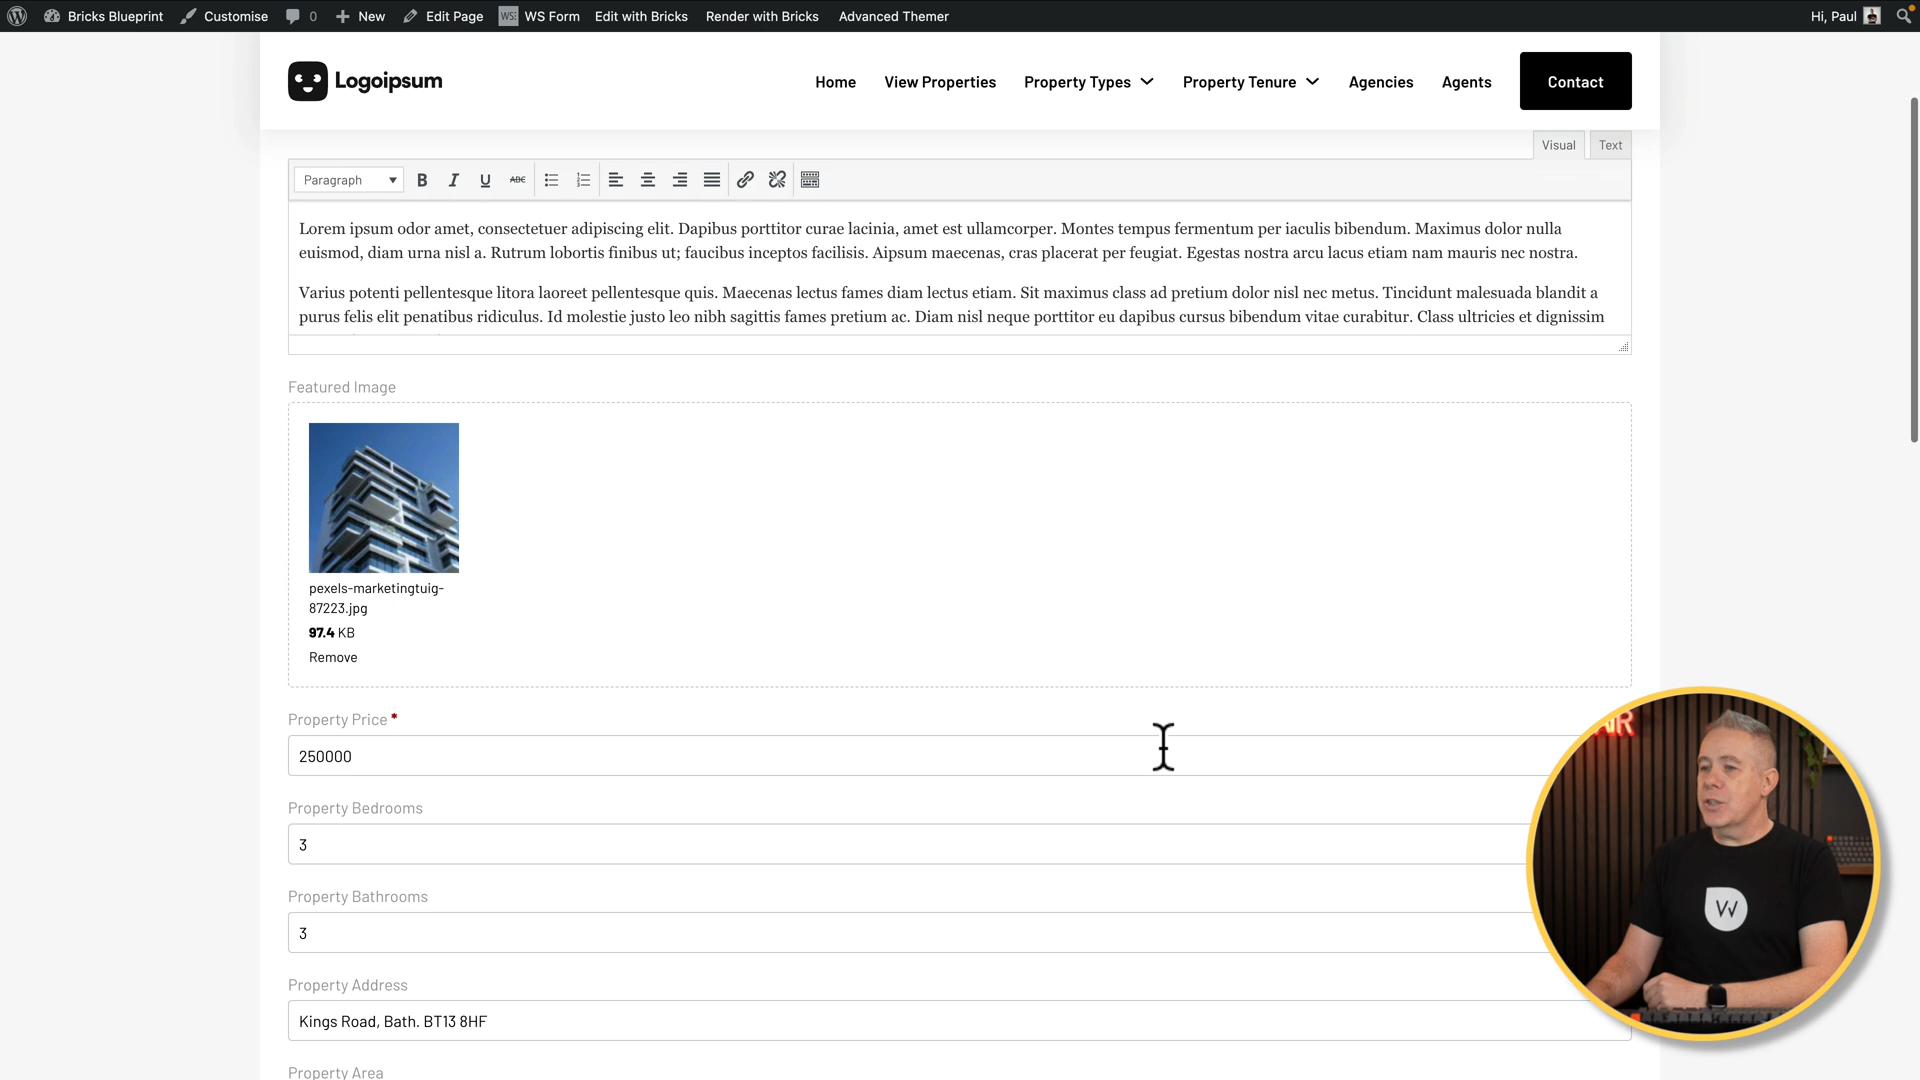 Bricks Blueprint Customise 0 New Edit Page WS WS Form Edit with Bricks Render with Bricks Advanced Themer Hi, Paul
Logoipsum Home View Properties Property Types Property Tenure Agencies Agents Contact
Visual Text
Paragraph B I U ABC
Lorem ipsum odor amet, consectetuer adipiscing elit. Dapibus porttitor curae lacinia, amet est ullamcorper. Montes tempus fermentum per iaculis bibendum. Maximus dolor nulla
euismod, diam urna nisl a. Rutrum lobortis finibus ut; faucibus inceptos facilisis. Aipsum maecenas, cras placerat per feugiat. Egestas nostra arcu lacus etiam nam mauris nec nostra.
Varius potenti pellentesque litora laoreet pellentesque quis. Maecenas lectus fames diam lectus etiam. Sit maximus class ad pretium dolor nisl nec metus. Tincidunt malesuada blandit a
purus felis elit penatibus ridiculus. Id molestie justo leo nibh sagittis fames pretium ac. Diam nisl neque porttitor eu dapibus cursus bibendum vitae curabitur. Class ultricies et dignissim
Featured Image
pexels-marketingtuig-
87223.jpg
97.4 KB
Remove
Property Price *
250000
Property Bedrooms
3
Property Bathrooms
3
Property Address
Kings Road, Bath. BT13 8HF
Property Area
AIR
W